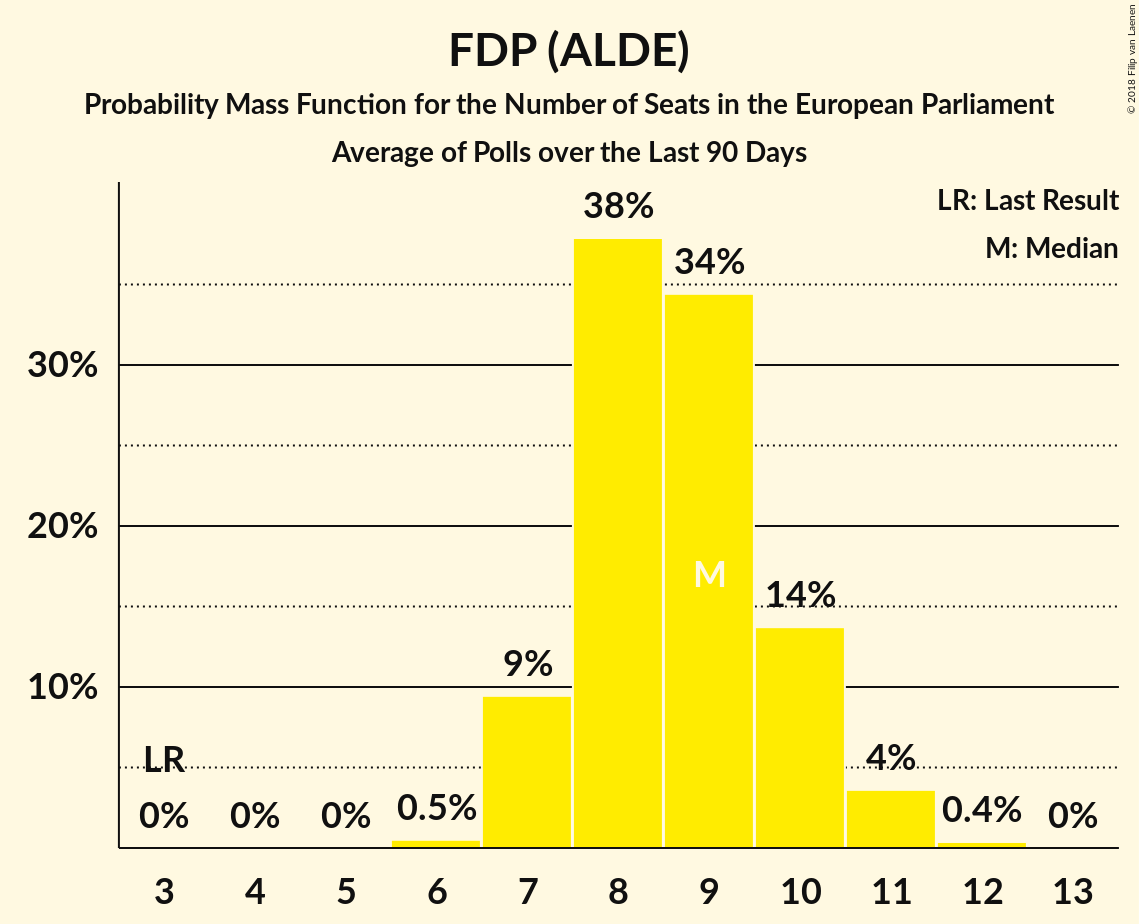 FDP (ALDE)
Probability Mass Function for the Number of Seats in the European Parliament
Average of Polls over the Last 90 Days
© 2018 Filip van Laenen
LR: Last Result
M: Median
38%
34%
30%
20%
M
14%
9%
10%
LR
4%
0%
0%
0%
0.5%
0.4%
0%
3 4 5 6 7 8 9 10 11 12 13